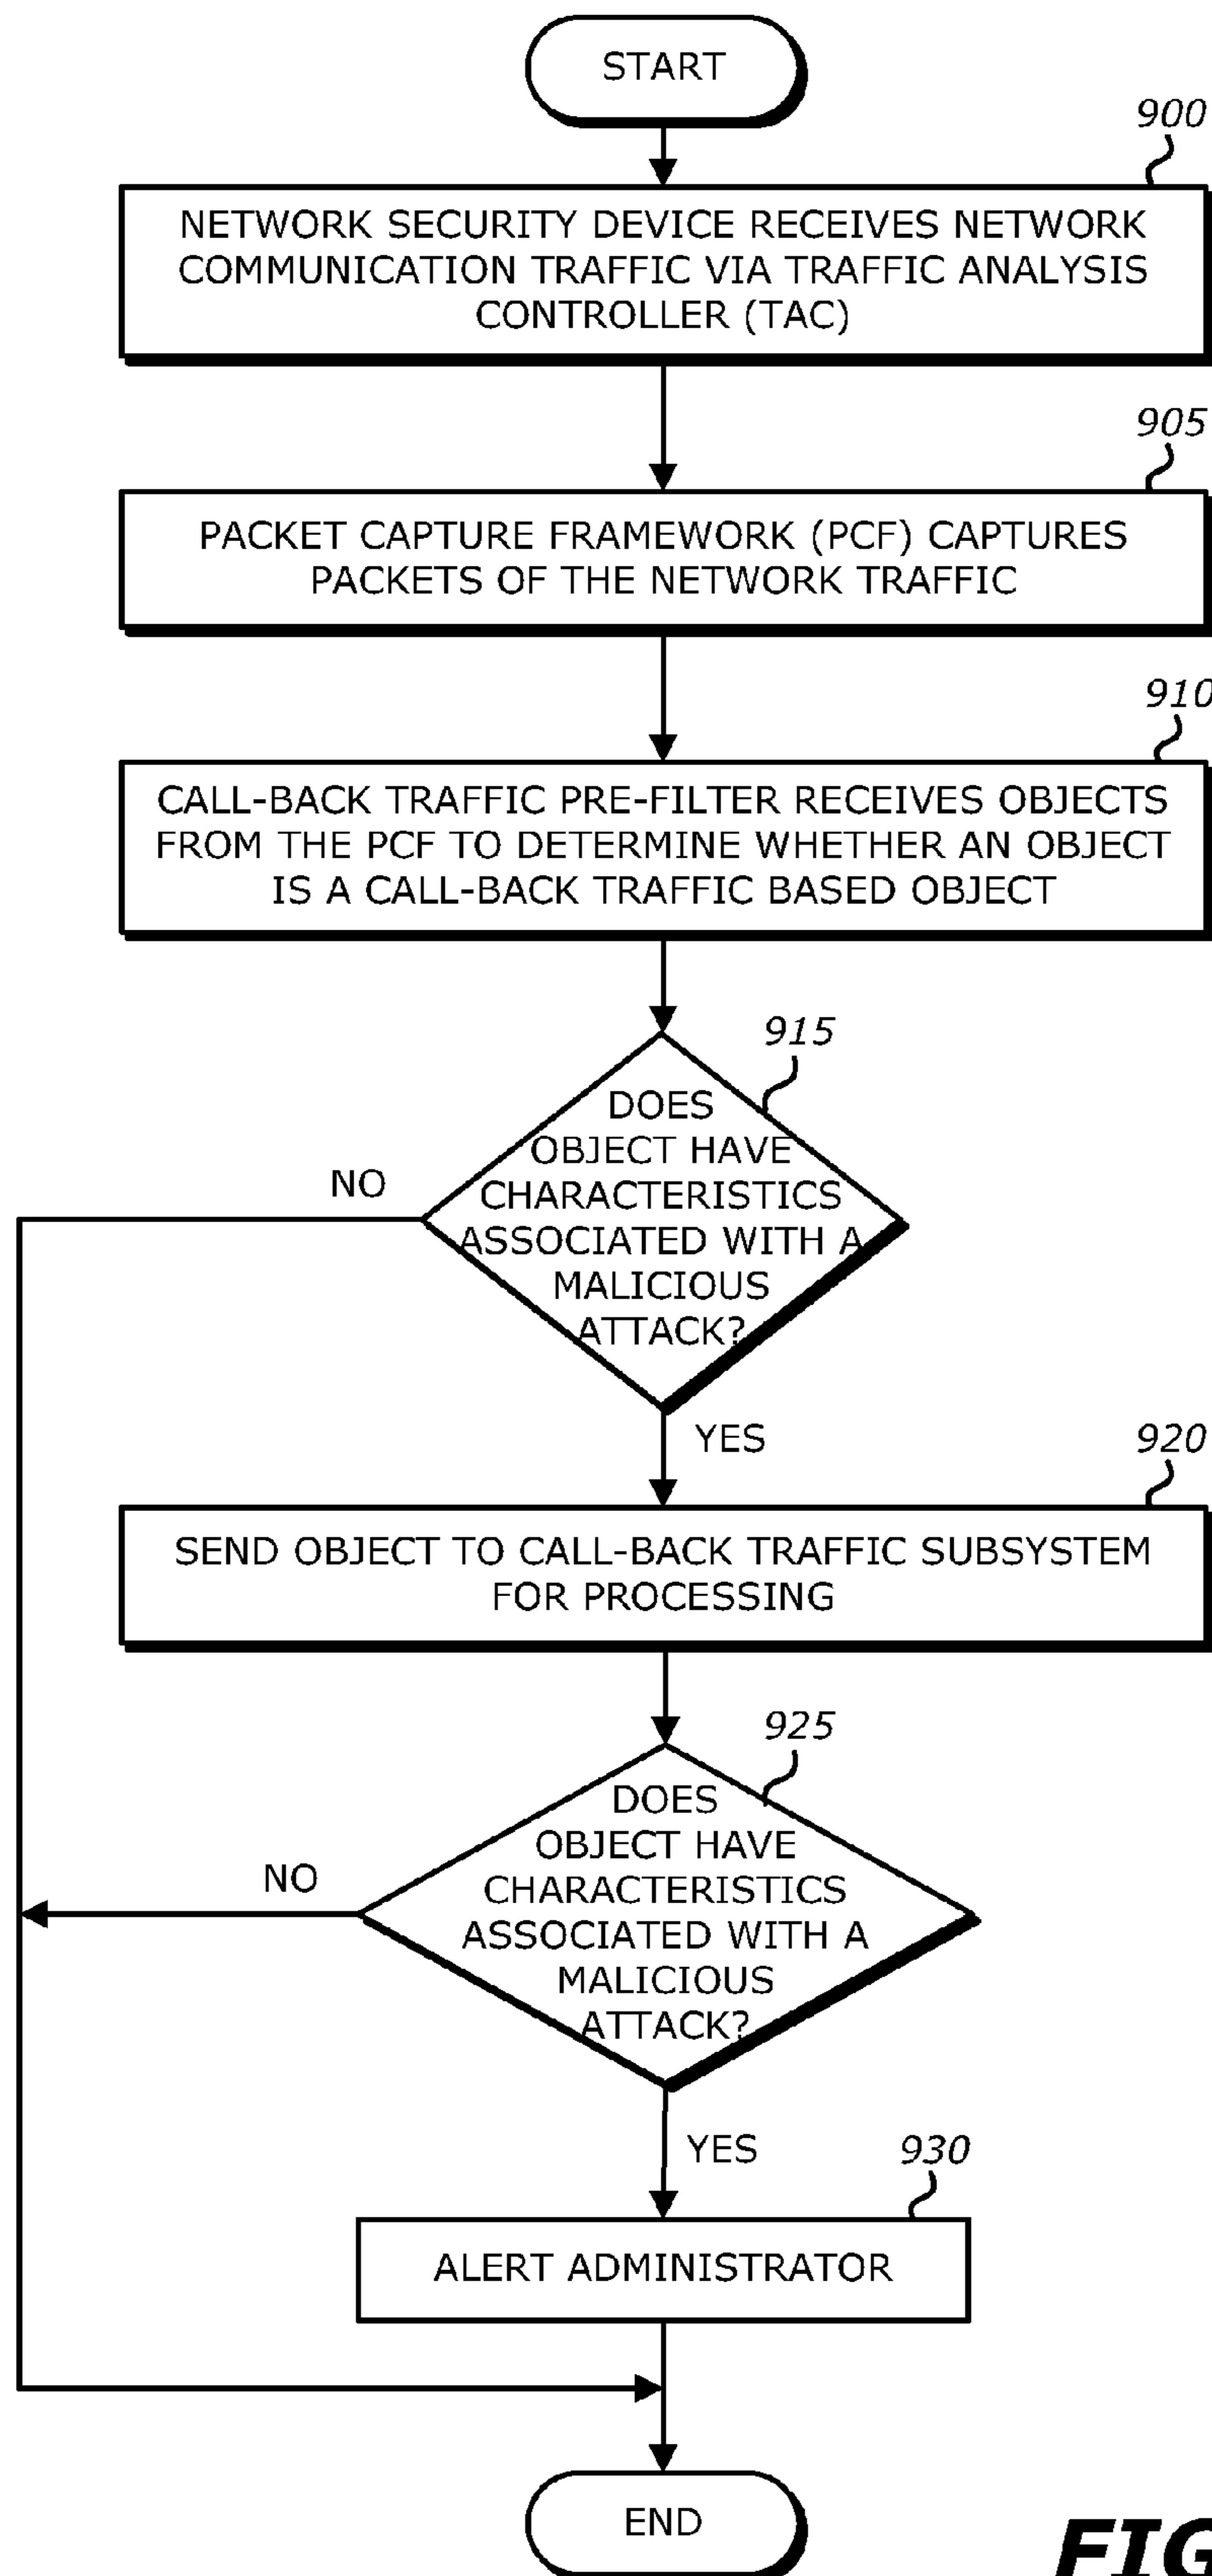 START
900
NETWORK SECURITY DEVICE RECEIVES NETWORK
COMMUNICATION TRAFFIC VIA TRAFFIC ANALYSIS
CONTROLLER (TAC)
905
PACKET CAPTURE FRAMEWORK (PCF) CAPTURES
PACKETS OF THE NETWORK TRAFFIC
910
CALL-BACK TRAFFIC PRE-FILTER RECEIVES OBJECTS
FROM THE PCF TO DETERMINE WHETHER AN OBJECT
IS A CALL-BACK TRAFFIC BASED OBJECT
915
DOES
OBJECT HAVE
CHARACTERISTICS
ASSOCIATED WITH A
MALICIOUS
ATTACK?
NO
YES
920
SEND OBJECT TO CALL-BACK TRAFFIC SUBSYSTEM
FOR PROCESSING
925
DOES
OBJECT HAVE
CHARACTERISTICS
ASSOCIATED WITH A
MALICIOUS
ATTACK?
NO
YES
930
ALERT ADMINISTRATOR
END
FIG